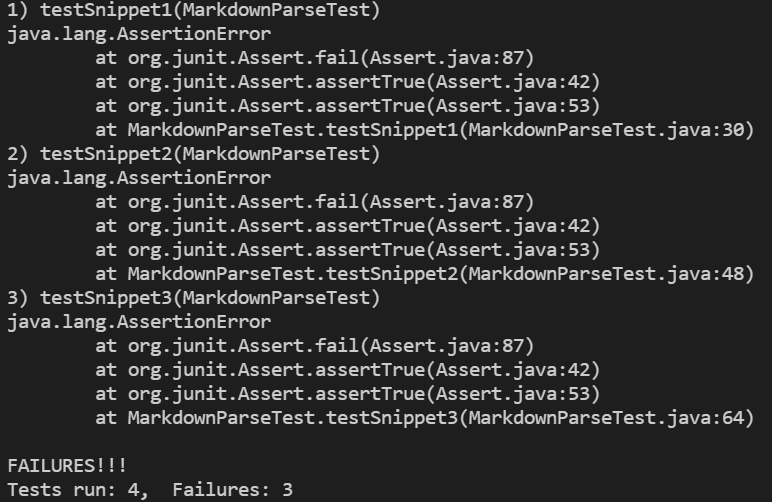 1) testSnippet1(MarkdownParseTest)
java.lang.AssertionError
        at org.junit.Assert.fail(Assert.java:87)
        at org.junit.Assert.assertTrue(Assert.java:42)
        at org.junit.Assert.assertTrue(Assert.java:53)
        at MarkdownParseTest.testSnippet1(MarkdownParseTest.java:30)
2) testSnippet2(MarkdownParseTest)
java.lang.AssertionError
        at org.junit.Assert.fail(Assert.java:87)
        at org.junit.Assert.assertTrue(Assert.java:42)
        at org.junit.Assert.assertTrue(Assert.java:53)
        at MarkdownParseTest.testSnippet2(MarkdownParseTest.java:48)
3) testSnippet3(MarkdownParseTest)
java.lang.AssertionError
        at org.junit.Assert.fail(Assert.java:87)
        at org.junit.Assert.assertTrue(Assert.java:42)
        at org.junit.Assert.assertTrue(Assert.java:53)
        at MarkdownParseTest.testSnippet3(MarkdownParseTest.java:64)

FAILURES!!!
Tests run: 4,  Failures: 3